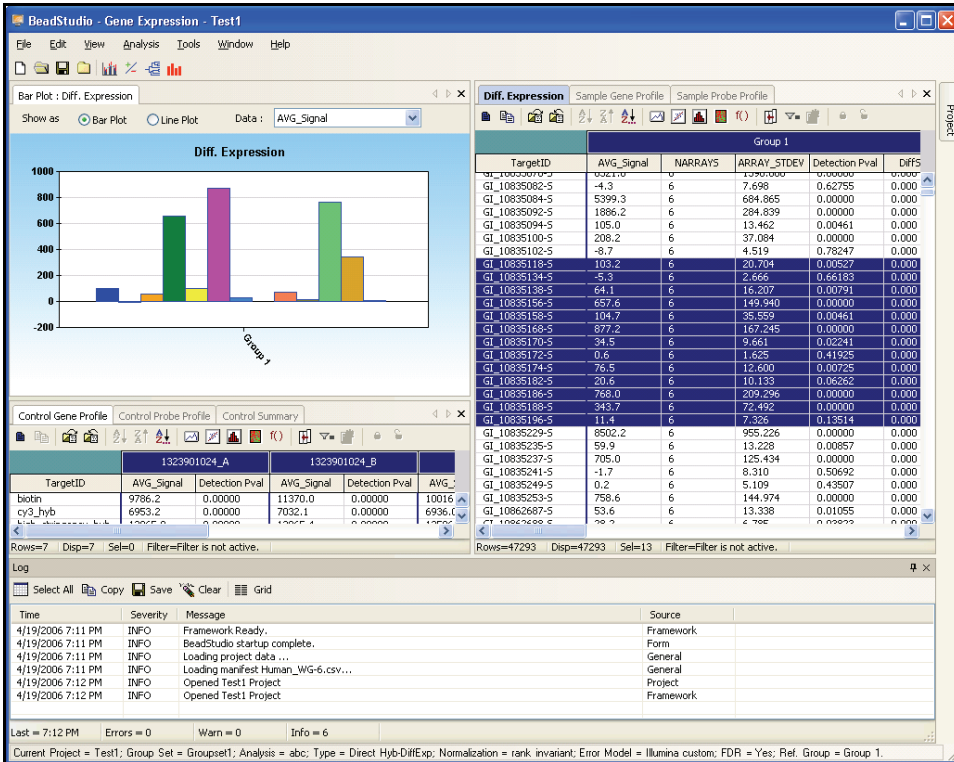 BeadStudio - Gene Expression - Test1
File Edit View Analysis Tools Window Help
Bar Plot : Diff. Expression
Show as Bar Plot Line Plot Data : AVG_Signal
Diff. Expression
1000
800
600
400
200
0
-200
Group 1
Control Gene Profile Control Probe Profile Control Summary
1323901024_A 1323901024_B
TargetID AVG_Signal Detection Pval AVG_Signal Detection Pval
biotin 9786.2 0.00000 11370.0 0.00000 10016
cy3_hyb 6953.2 0.00000 7032.1 0.00000 6936.0
Rows=7 Disp=7 Sel=0 Filter=Filter is not active.
Diff. Expression Sample Gene Profile Sample Probe Profile
Project
Group 1
TargetID AVG_Signal NARRAYS ARRAY_STDEV Detection Pval DiffS
GI_10835082-S -4.3 6 7.698 0.62755 0.000
GI_10835084-S 5399.3 6 684.865 0.00000 0.000
GI_10835092-S 1886.2 6 284.839 0.00000 0.000
GI_10835094-S 105.0 6 13.462 0.00461 0.000
GI_10835100-S 208.2 6 37.084 0.00000 0.000
GI_10835102-S -8.7 6 4.519 0.78247 0.000
GI_10835118-S 103.2 6 20.704 0.00527 0.000
GI_10835134-S -5.3 6 2.666 0.66183 0.000
GI_10835138-S 64.1 6 16.207 0.00791 0.000
GI_10835156-S 657.6 6 149.940 0.00000 0.000
GI_10835158-S 104.7 6 35.559 0.00461 0.000
GI_10835168-S 877.2 6 167.245 0.00000 0.000
GI_10835170-S 34.5 6 9.661 0.02241 0.000
GI_10835172-S 0.6 6 1.625 0.41925 0.000
GI_10835174-S 76.5 6 12.600 0.00725 0.000
GI_10835182-S 20.6 6 10.133 0.06262 0.000
GI_10835186-S 768.0 6 209.296 0.00000 0.000
GI_10835188-S 343.7 6 72.492 0.00000 0.000
GI_10835196-S 11.4 6 7.326 0.13514 0.000
GI_10835229-S 8502.2 6 955.226 0.00000 0.000
GI_10835235-S 59.9 6 13.228 0.00857 0.000
GI_10835237-S 705.0 6 125.434 0.00000 0.000
GI_10835241-S -1.7 6 8.310 0.50692 0.000
GI_10835249-S 0.2 6 5.109 0.43507 0.000
GI_10835253-S 758.6 6 144.974 0.00000 0.000
GI_10862687-S 53.6 6 13.338 0.01055 0.000
Rows=47293 Disp=47293 Sel=13 Filter=Filter is not active.
Log
Select All Copy Save Clear Grid
Time Severity Message Source
4/19/2006 7:11 PM INFO Framework Ready. Framework
4/19/2006 7:11 PM INFO BeadStudio startup complete. Form
4/19/2006 7:11 PM INFO Loading project data ... General
4/19/2006 7:11 PM INFO Loading manifest Human_WG-6.csv... General
4/19/2006 7:12 PM INFO Opened Test1 Project Project
4/19/2006 7:12 PM INFO Opened Test1 Project Framework
Last = 7:12 PM Errors = 0 Warn = 0 Info = 6
Current Project = Test1; Group Set = Groupset1; Analysis = abc; Type = Direct Hyb-DiffExp; Normalization = rank invariant; Error Model = Illumina custom; FDR = Yes; Ref. Group = Group 1.